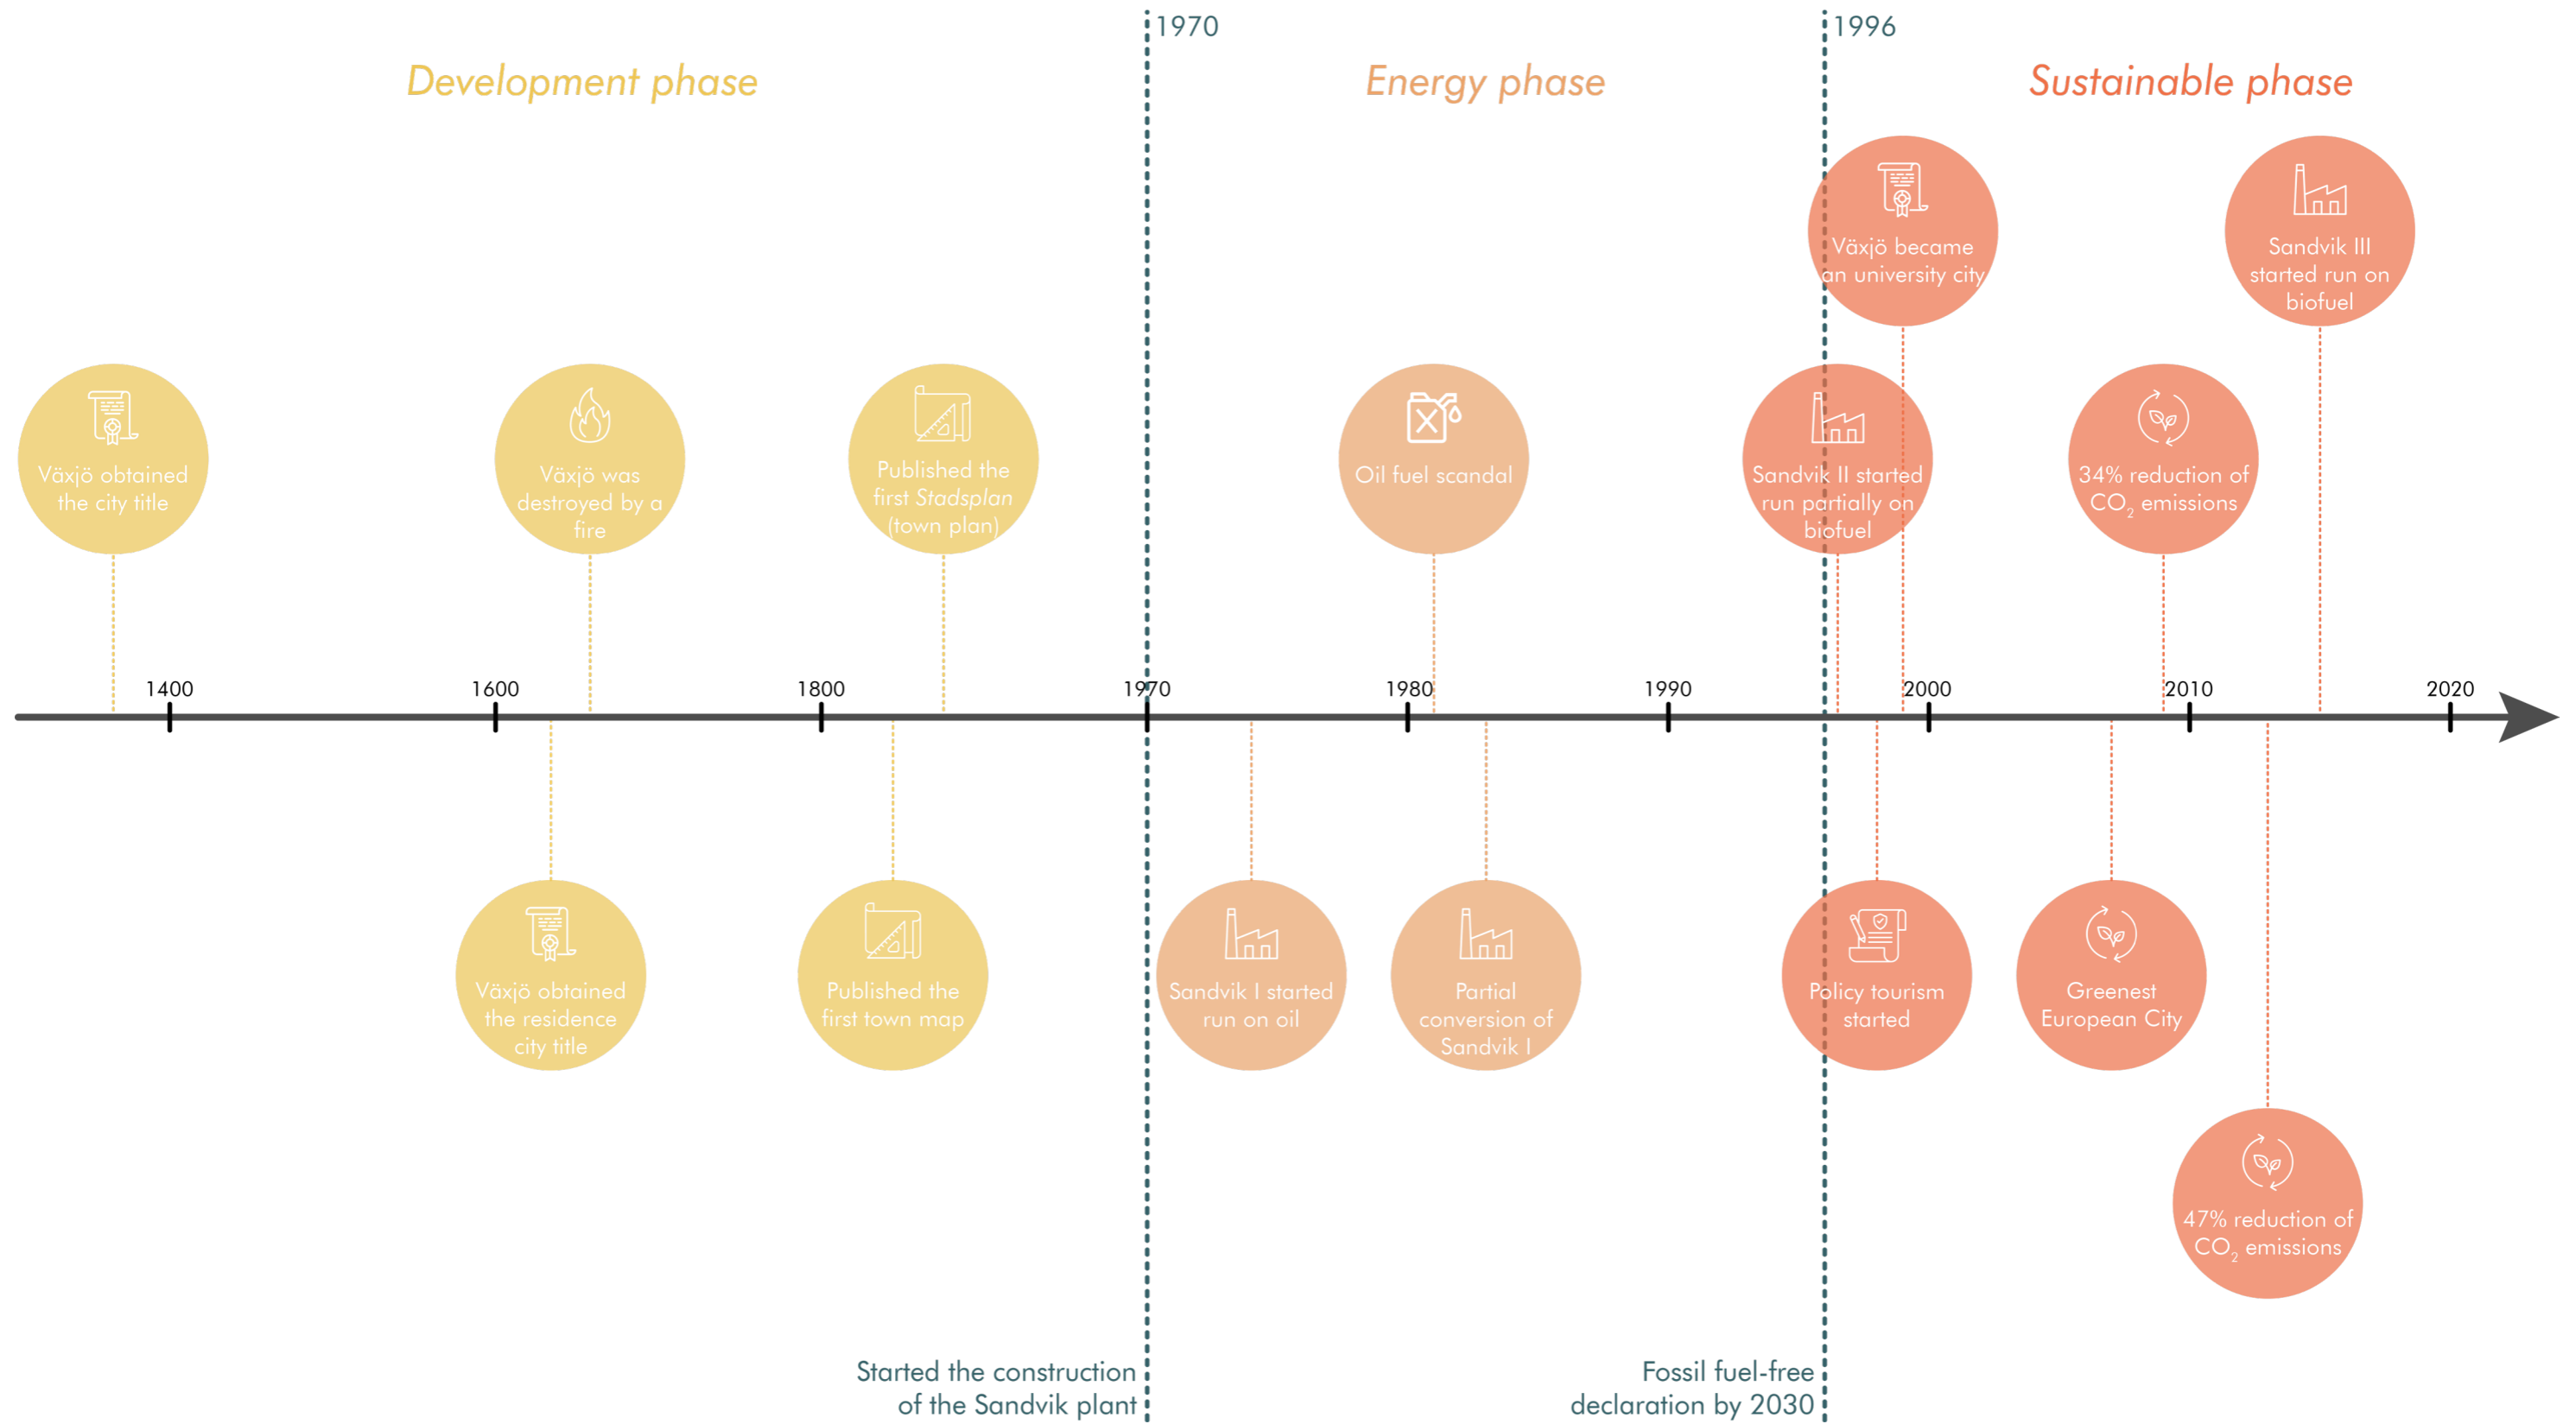 1970
1996
Development phase
Energy phase
Sustainable phase
Växjö became
an university city
Sandvik III
started run on
biofuel
Växjö obtained
the city title
Växjö was
destroyed by a
fire
Published the
first Stadsplan
(town plan)
Oil fuel scandal
Sandvik II started
run partially on
biofuel
34% reduction of
CO₂ emissions
1400
1600
1800
1970
1980
1990
2000
2010
2020
Växjö obtained
the residence
city title
Published the
first town map
Sandvik I started
run on oil
Partial
conversion of
Sandvik I
Policy tourism
started
Greenest
European City
47% reduction of
CO₂ emissions
Started the construction
of the Sandvik plant
Fossil fuel-free
declaration by 2030